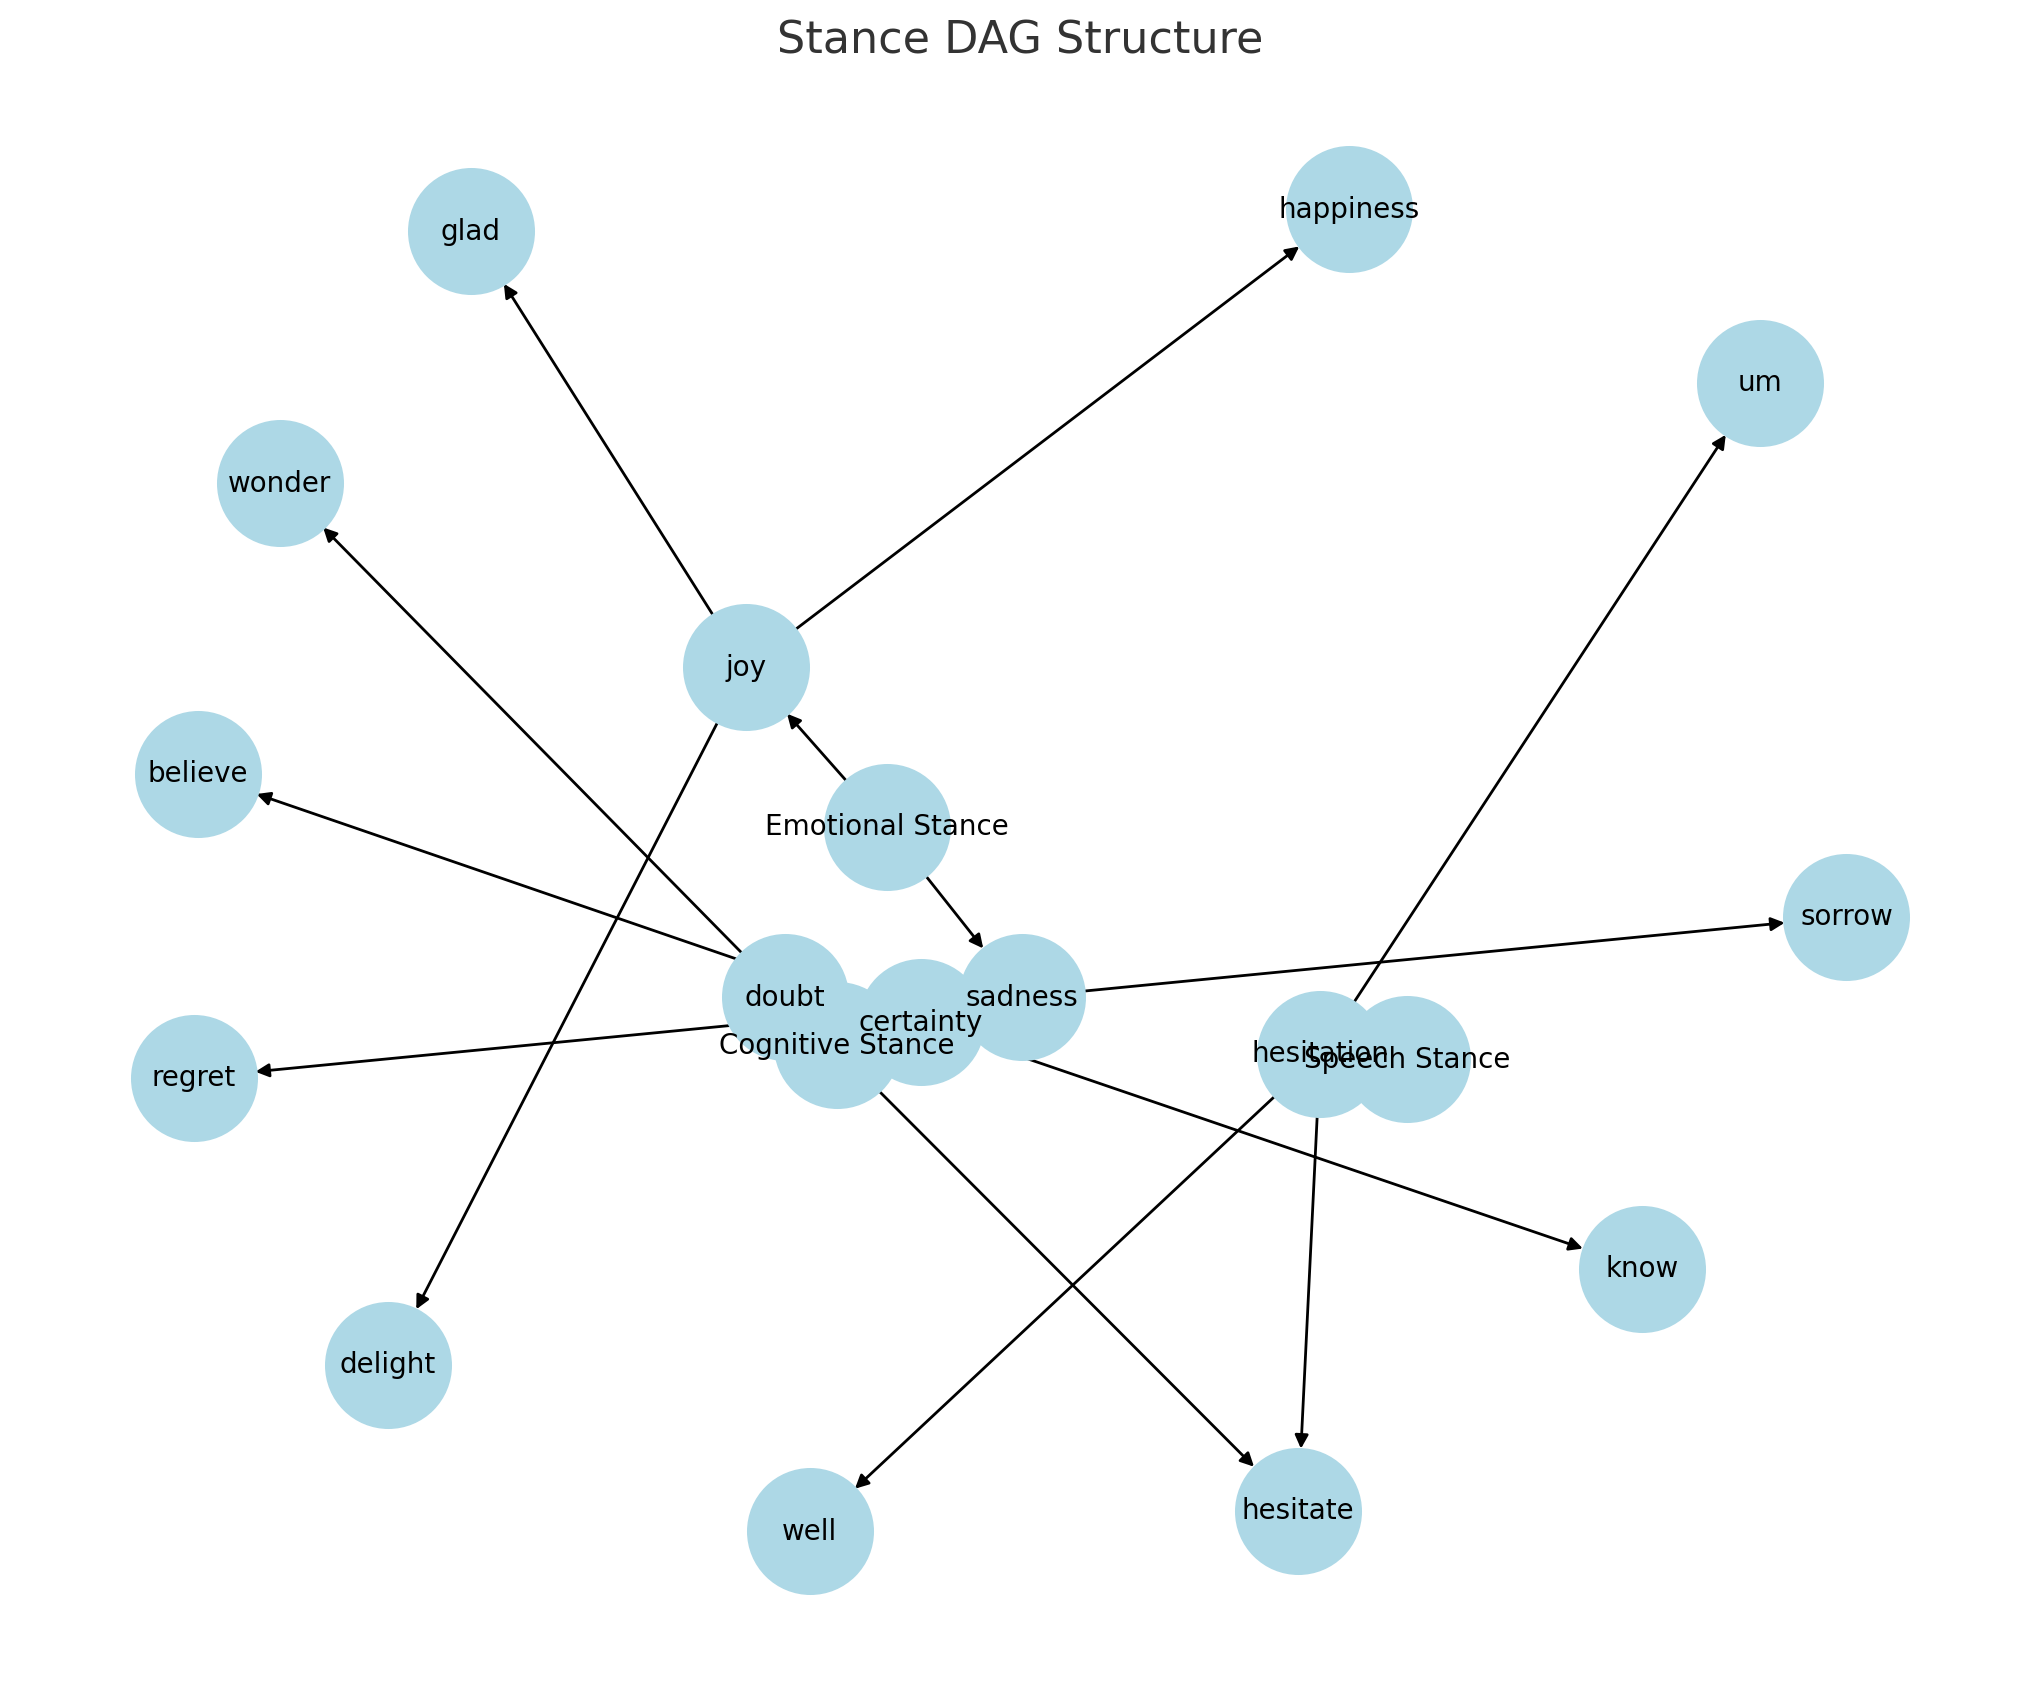 Stance DAG Structure
happiness
glad
um
wonder
joy
believe
Emotional Stance
sorrow
doubt
sadness
certainty
Cognitive Stance
hesitation
Speech Stance
regret
know
delight
hesitate
well